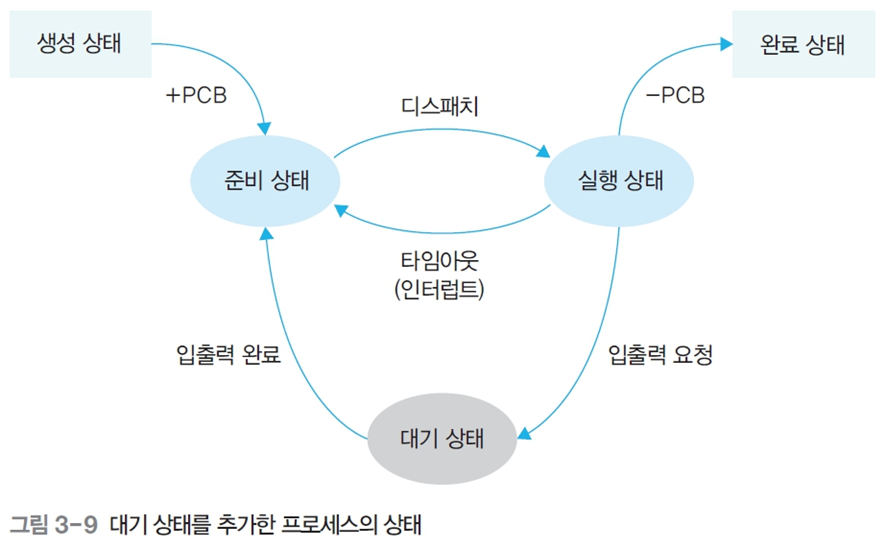 생성 상태
완료 상태
+PCB
디스패치
−PCB
준비 상태
실행 상태
타임아웃
(인터럽트)
입출력 완료
입출력 요청
대기 상태
그림 3-9 대기 상태를 추가한 프로세스의 상태